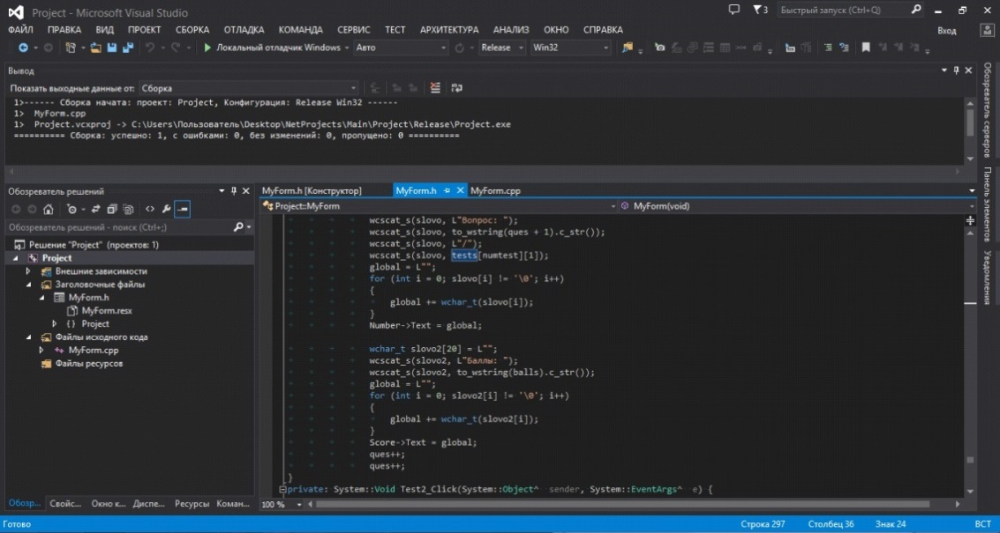 Project - Microsoft Visual Studio
3
Быстрый запуск (Ctrl+Q)
ФАЙЛ ПРАВКА ВИД ПРОЕКТ СБОРКА ОТЛАДКА КОМАНДА СЕРВИС ТЕСТ АРХИТЕКТУРА АНАЛИЗ ОКНО СПРАВКА
Вход
Локальный отладчик Windows Авто Release Win32
Вывод
Показать выходные данные от: Сборка
1>------ Сборка начата: проект: Project, Конфигурация: Release Win32 ------
1> MyForm.cpp
1> Project.vcxproj -> C:\Users\Пользователь\Desktop\NetProjects\Main\Project\Release\Project.exe
========== Сборка: успешно: 1, с ошибками: 0, без изменений: 0, пропущено: 0 ==========
Обозреватель серверов
Панель элементов
Уведомления
Обозреватель решений
Обозреватель решений - поиск (Ctrl+;)
Решение "Project" (проектов: 1)
Project
Внешние зависимости
Заголовочные файлы
MyForm.h
MyForm.resx
{} Project
Файлы исходного кода
MyForm.cpp
Файлы ресурсов
Обозр... Свойс... Окно к... Диспе... Ресурсы Коман...
MyForm.h [Конструктор] MyForm.h MyForm.cpp
Project::MyForm MyForm(void)
wcscat_s(slovo, L"Вопрос: ");
wcscat_s(slovo, to_wstring(ques + 1).c_str());
wcscat_s(slovo, L"/");
wcscat_s(slovo, tests[numtest][1]);
global = L"";
for (int i = 0; slovo[i] != '\0'; i++)
{
global += wchar_t(slovo[i]);
}
Number->Text = global;
wchar_t slovo2[20] = L"";
wcscat_s(slovo2, L"Баллы: ");
wcscat_s(slovo2, to_wstring(balls).c_str());
global = L"";
for (int i = 0; slovo2[i] != '\0'; i++)
{
global += wchar_t(slovo2[i]);
}
Score->Text = global;
ques++;
ques++;
}
private: System::Void Test2_Click(System::Object^ sender, System::EventArgs^ e) {
100 %
Готово
Строка 297 Столбец 36 Знак 24 ВСТ